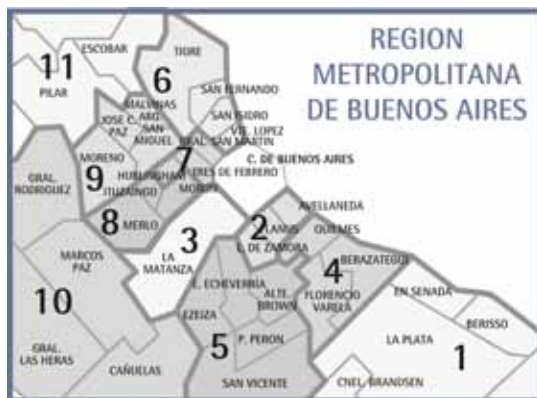 REGION
METROPOLITANA
DE BUENOS AIRES
11
ESCOBAR
PILAR
TIGRE
6
SAN FERNANDO
SAN ISIDRO
VTE. LOPEZ
MALVINAS
ARG.
JOSE C.
PAZ
SAN
MIGUEL
GRAL. SAN MARTIN
7
TRES DE FEBRERO
C. DE BUENOS AIRES
MORENO
9
HURLINGHAM
ITUZAINGO
MORON
GRAL.
RODRIGUEZ
8
MERLO
3
LA
MATANZA
2
LANUS
L. DE ZAMORA
AVELLANEDA
QUILMES
BERAZATEGUI
4
FLORENCIO
VARELA
MARCOS
PAZ
10
GRAL.
LAS HERAS
CAÑUELAS
E. ECHEVERRIA
EZEIZA
ALTE.
BROWN
5
P. PERON
SAN VICENTE
ENSENADA
BERISSO
LA PLATA
1
CNEL. BRANDSEN